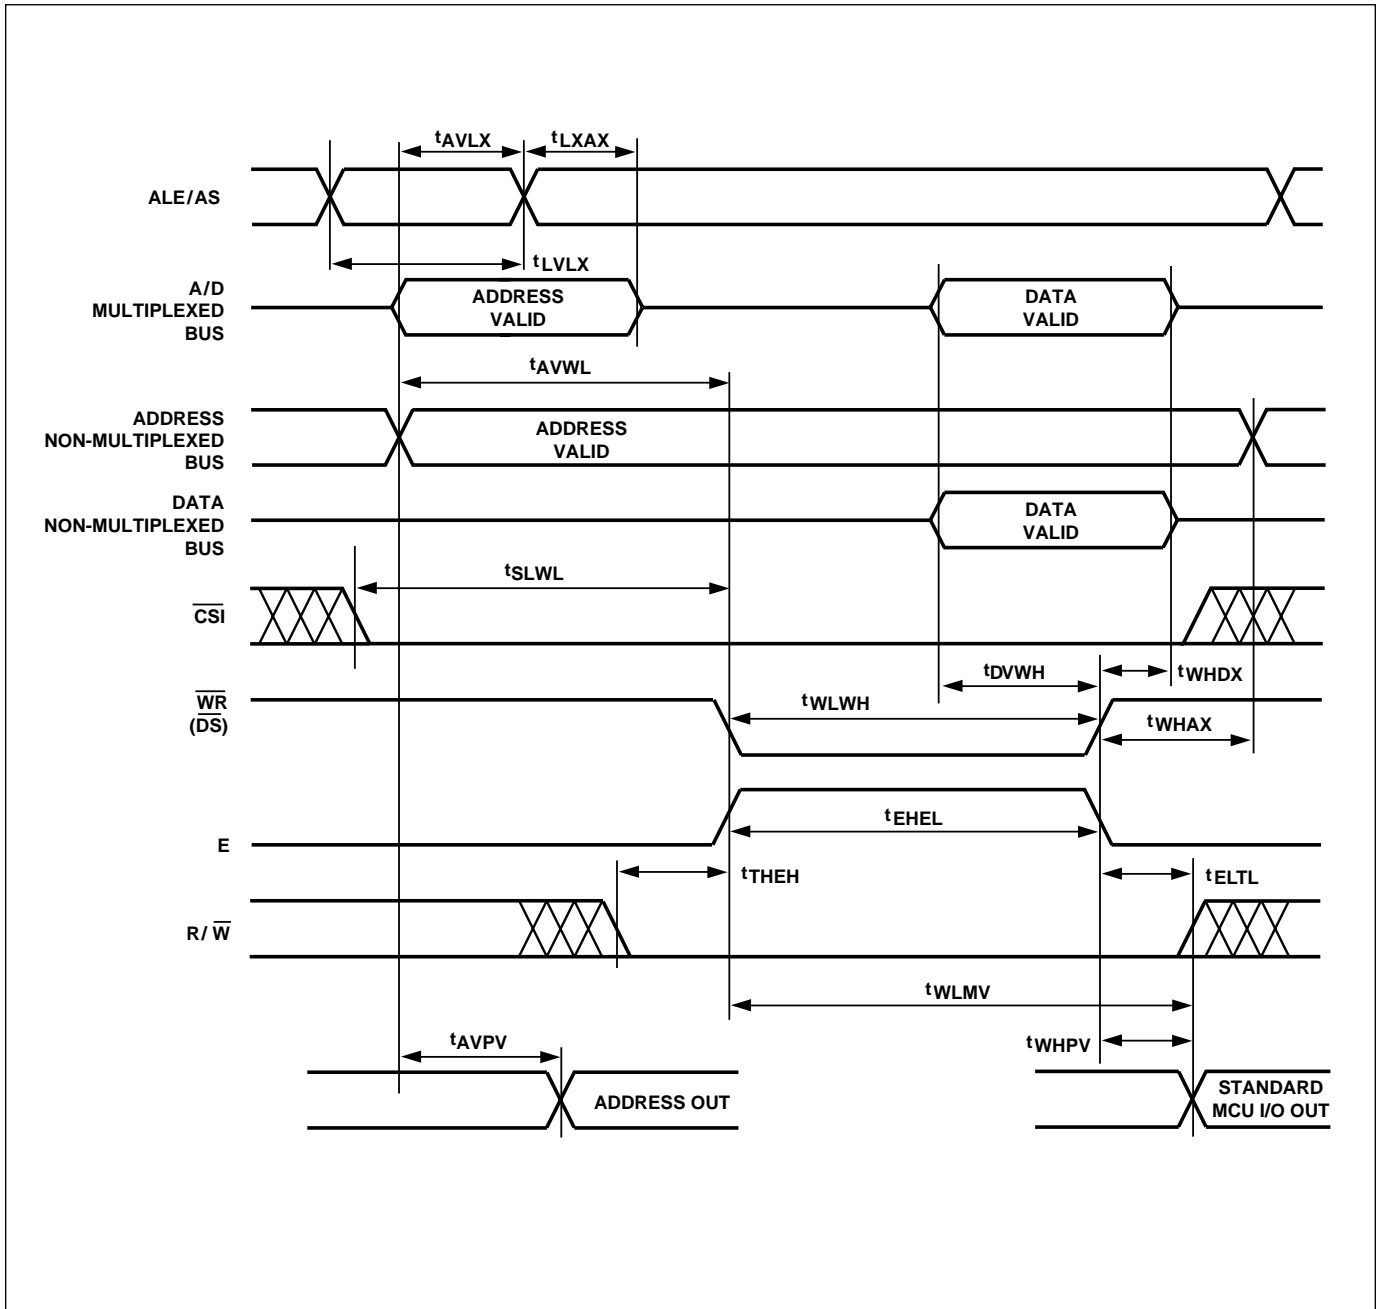 tAVLX
tLXAX
ALE/AS
tLVLX
A/D
MULTIPLEXED
BUS
ADDRESS
VALID
DATA
VALID
tAVWL
ADDRESS
NON-MULTIPLEXED
BUS
ADDRESS
VALID
DATA
NON-MULTIPLEXED
BUS
DATA
VALID
tSLWL
CSI
tDVWH
tWHDX
WR
(DS)
tWLWH
tWHAX
E
tEHEL
tTHEH
tELTL
R/W
tWLMV
tAVPV
tWHPV
ADDRESS OUT
STANDARD
MCU I/O OUT